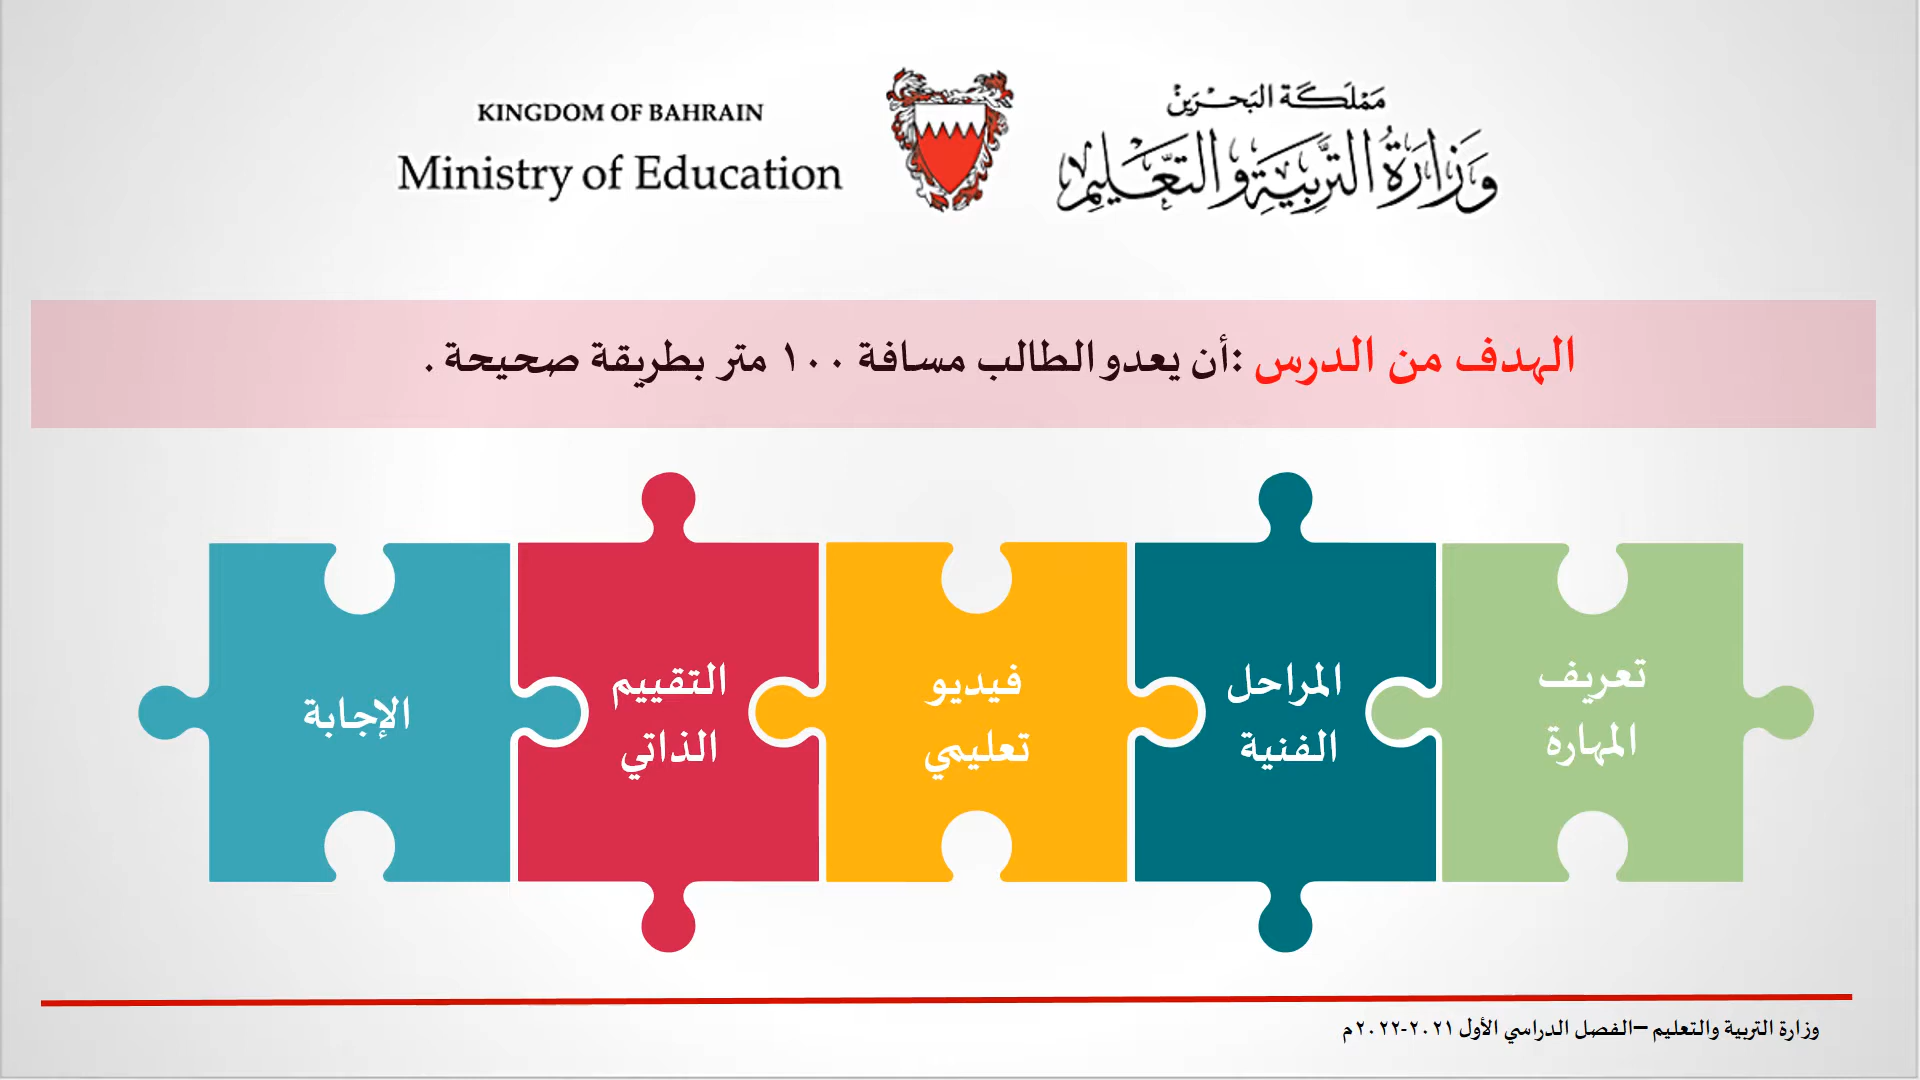 مملكة البحرين
وزارة التربية والتعليم
KINGDOM OF BAHRAIN
Ministry of Education
الهدف من الدرس :أن يعدو الطالب مسافة ١٠٠ متر بطريقة صحيحة .
تعريف
المهارة
المراحل
الفنية
فيديو
تعليمي
التقييم
الذاتي
الإجابة
وزارة التربية والتعليم –الفصل الدراسي الأول ٢٠٢١-٢٠٢٢م